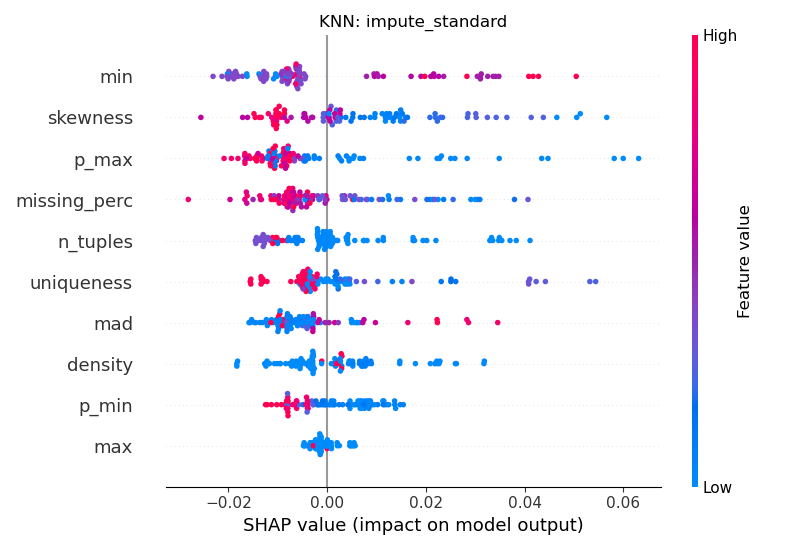 KNN: impute_standard
High
min
skewness
p_max
missing_perc
n_tuples
uniqueness
mad
density
p_min
max
Feature value
Low
−0.02 0.00 0.02 0.04 0.06
SHAP value (impact on model output)